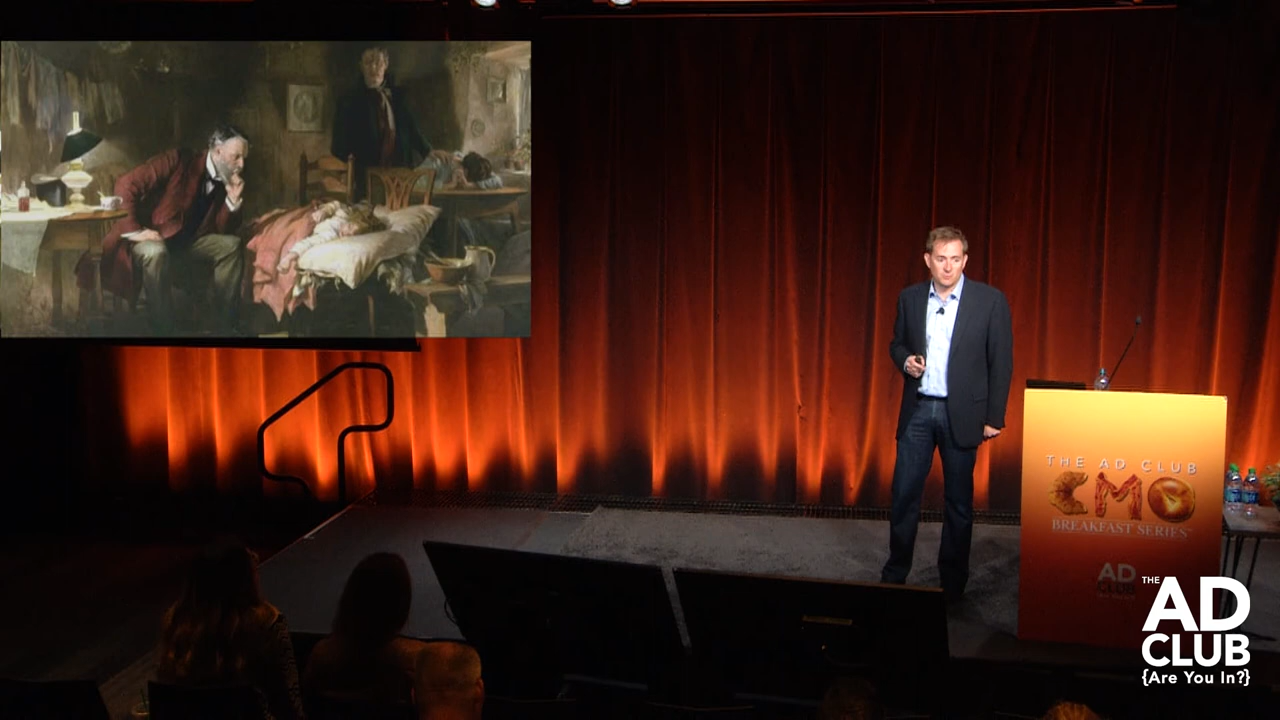 THE AD CLUB
CMO
BREAKFAST SERIES
AD
CLUB
THE
AD
CLUB
{Are You In?}